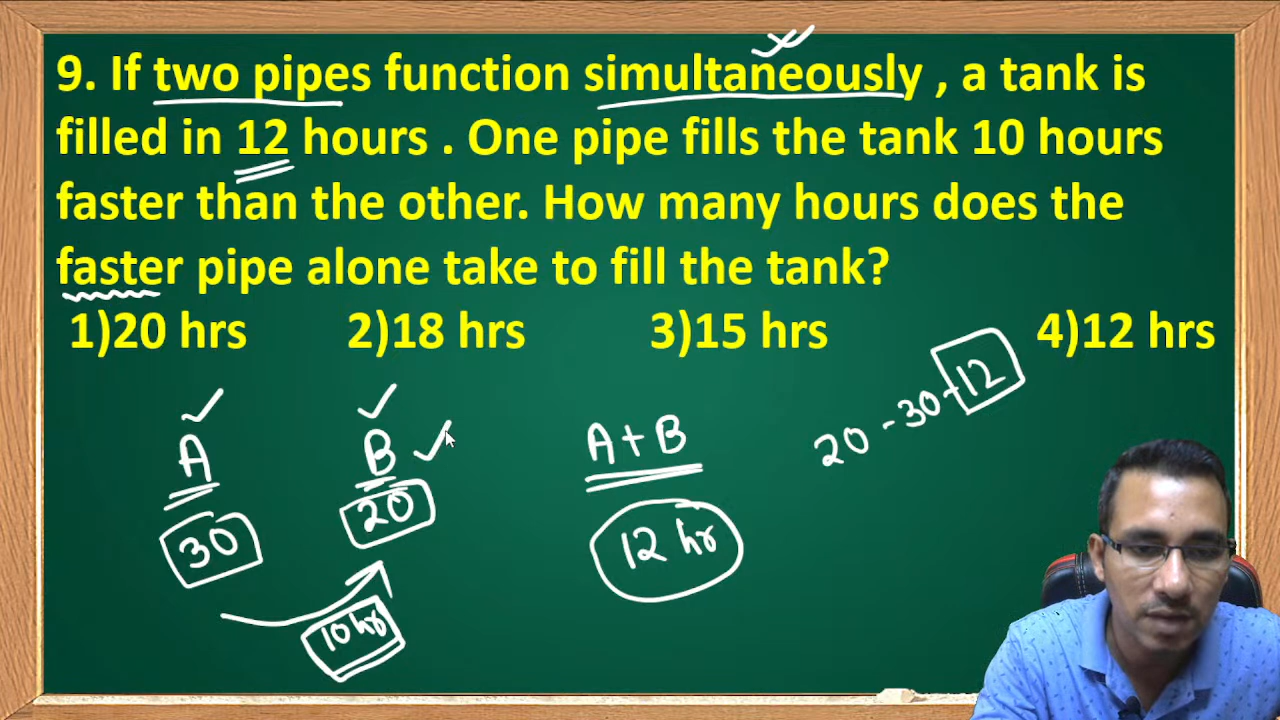 9. If two pipes function simultaneously , a tank is
filled in 12 hours . One pipe fills the tank 10 hours
faster than the other. How many hours does the
faster pipe alone take to fill the tank?
1)20 hrs 2)18 hrs 3)15 hrs 4)12 hrs
20 - 30 - 12
A B A + B
30 20 12 hr
10 hr